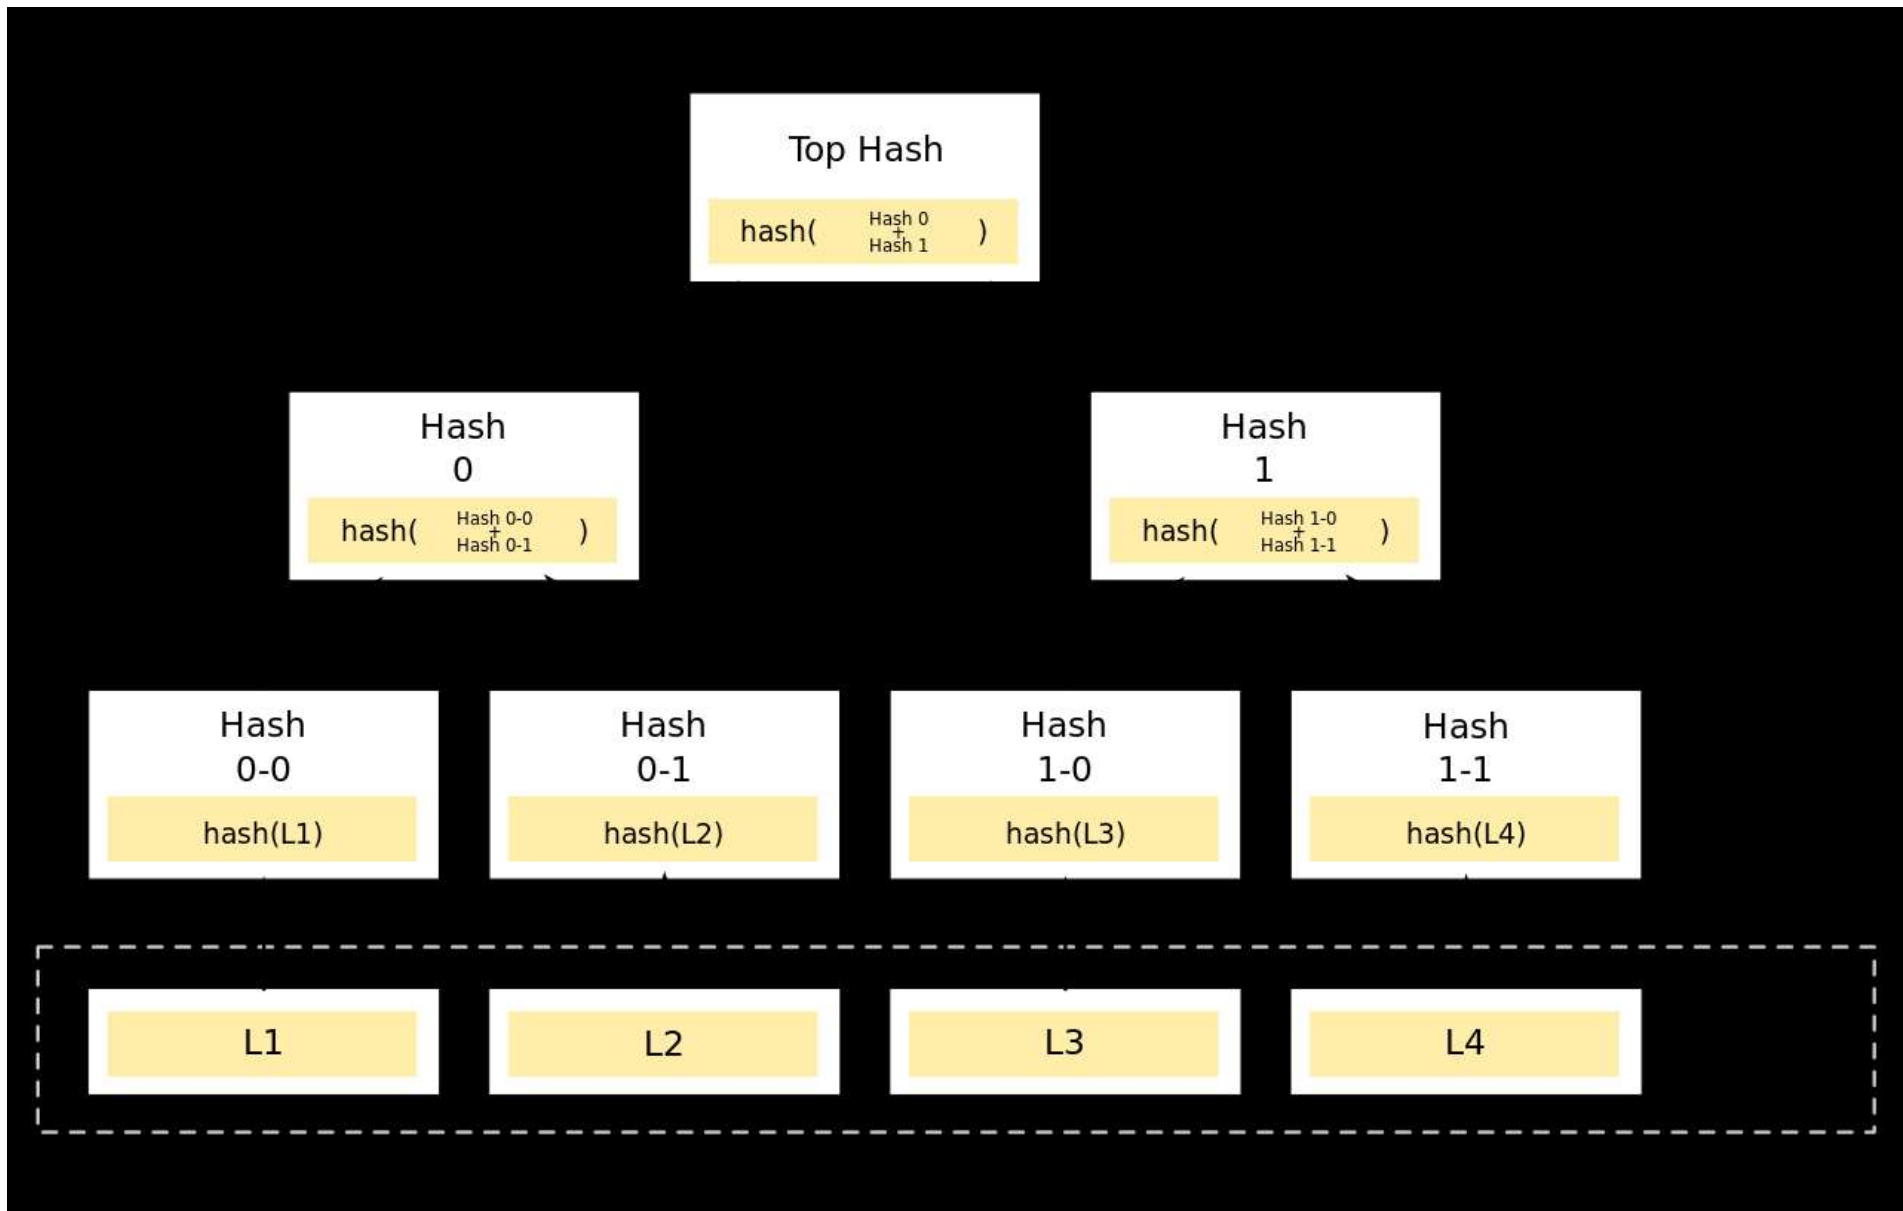 Top Hash
hash( Hash 0 + Hash 1 )
Hash
0
hash( Hash 0-0 + Hash 0-1 )
Hash
1
hash( Hash 1-0 + Hash 1-1 )
Hash
0-0
hash(L1)
Hash
0-1
hash(L2)
Hash
1-0
hash(L3)
Hash
1-1
hash(L4)
L1
L2
L3
L4